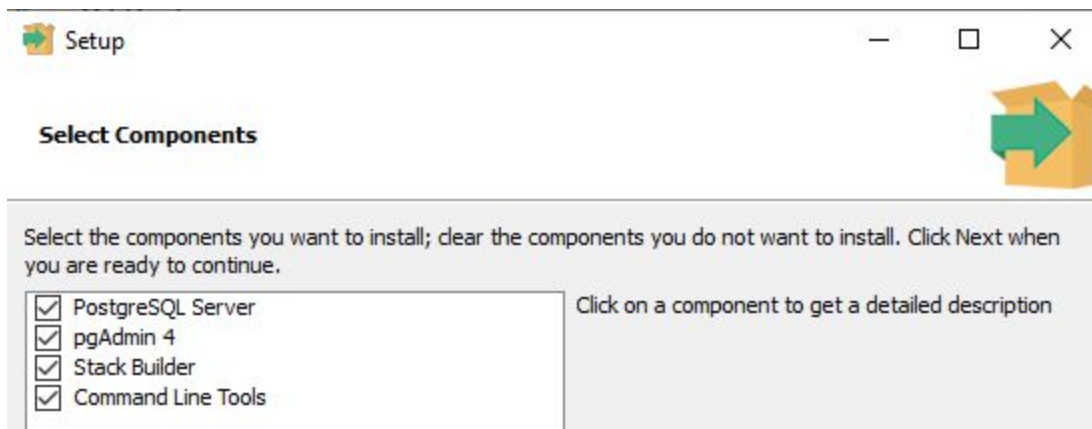 Setup
Select Components
Select the components you want to install; clear the components you do not want to install. Click Next when
you are ready to continue.
PostgreSQL Server
Click on a component to get a detailed description
pgAdmin 4
Stack Builder
Command Line Tools